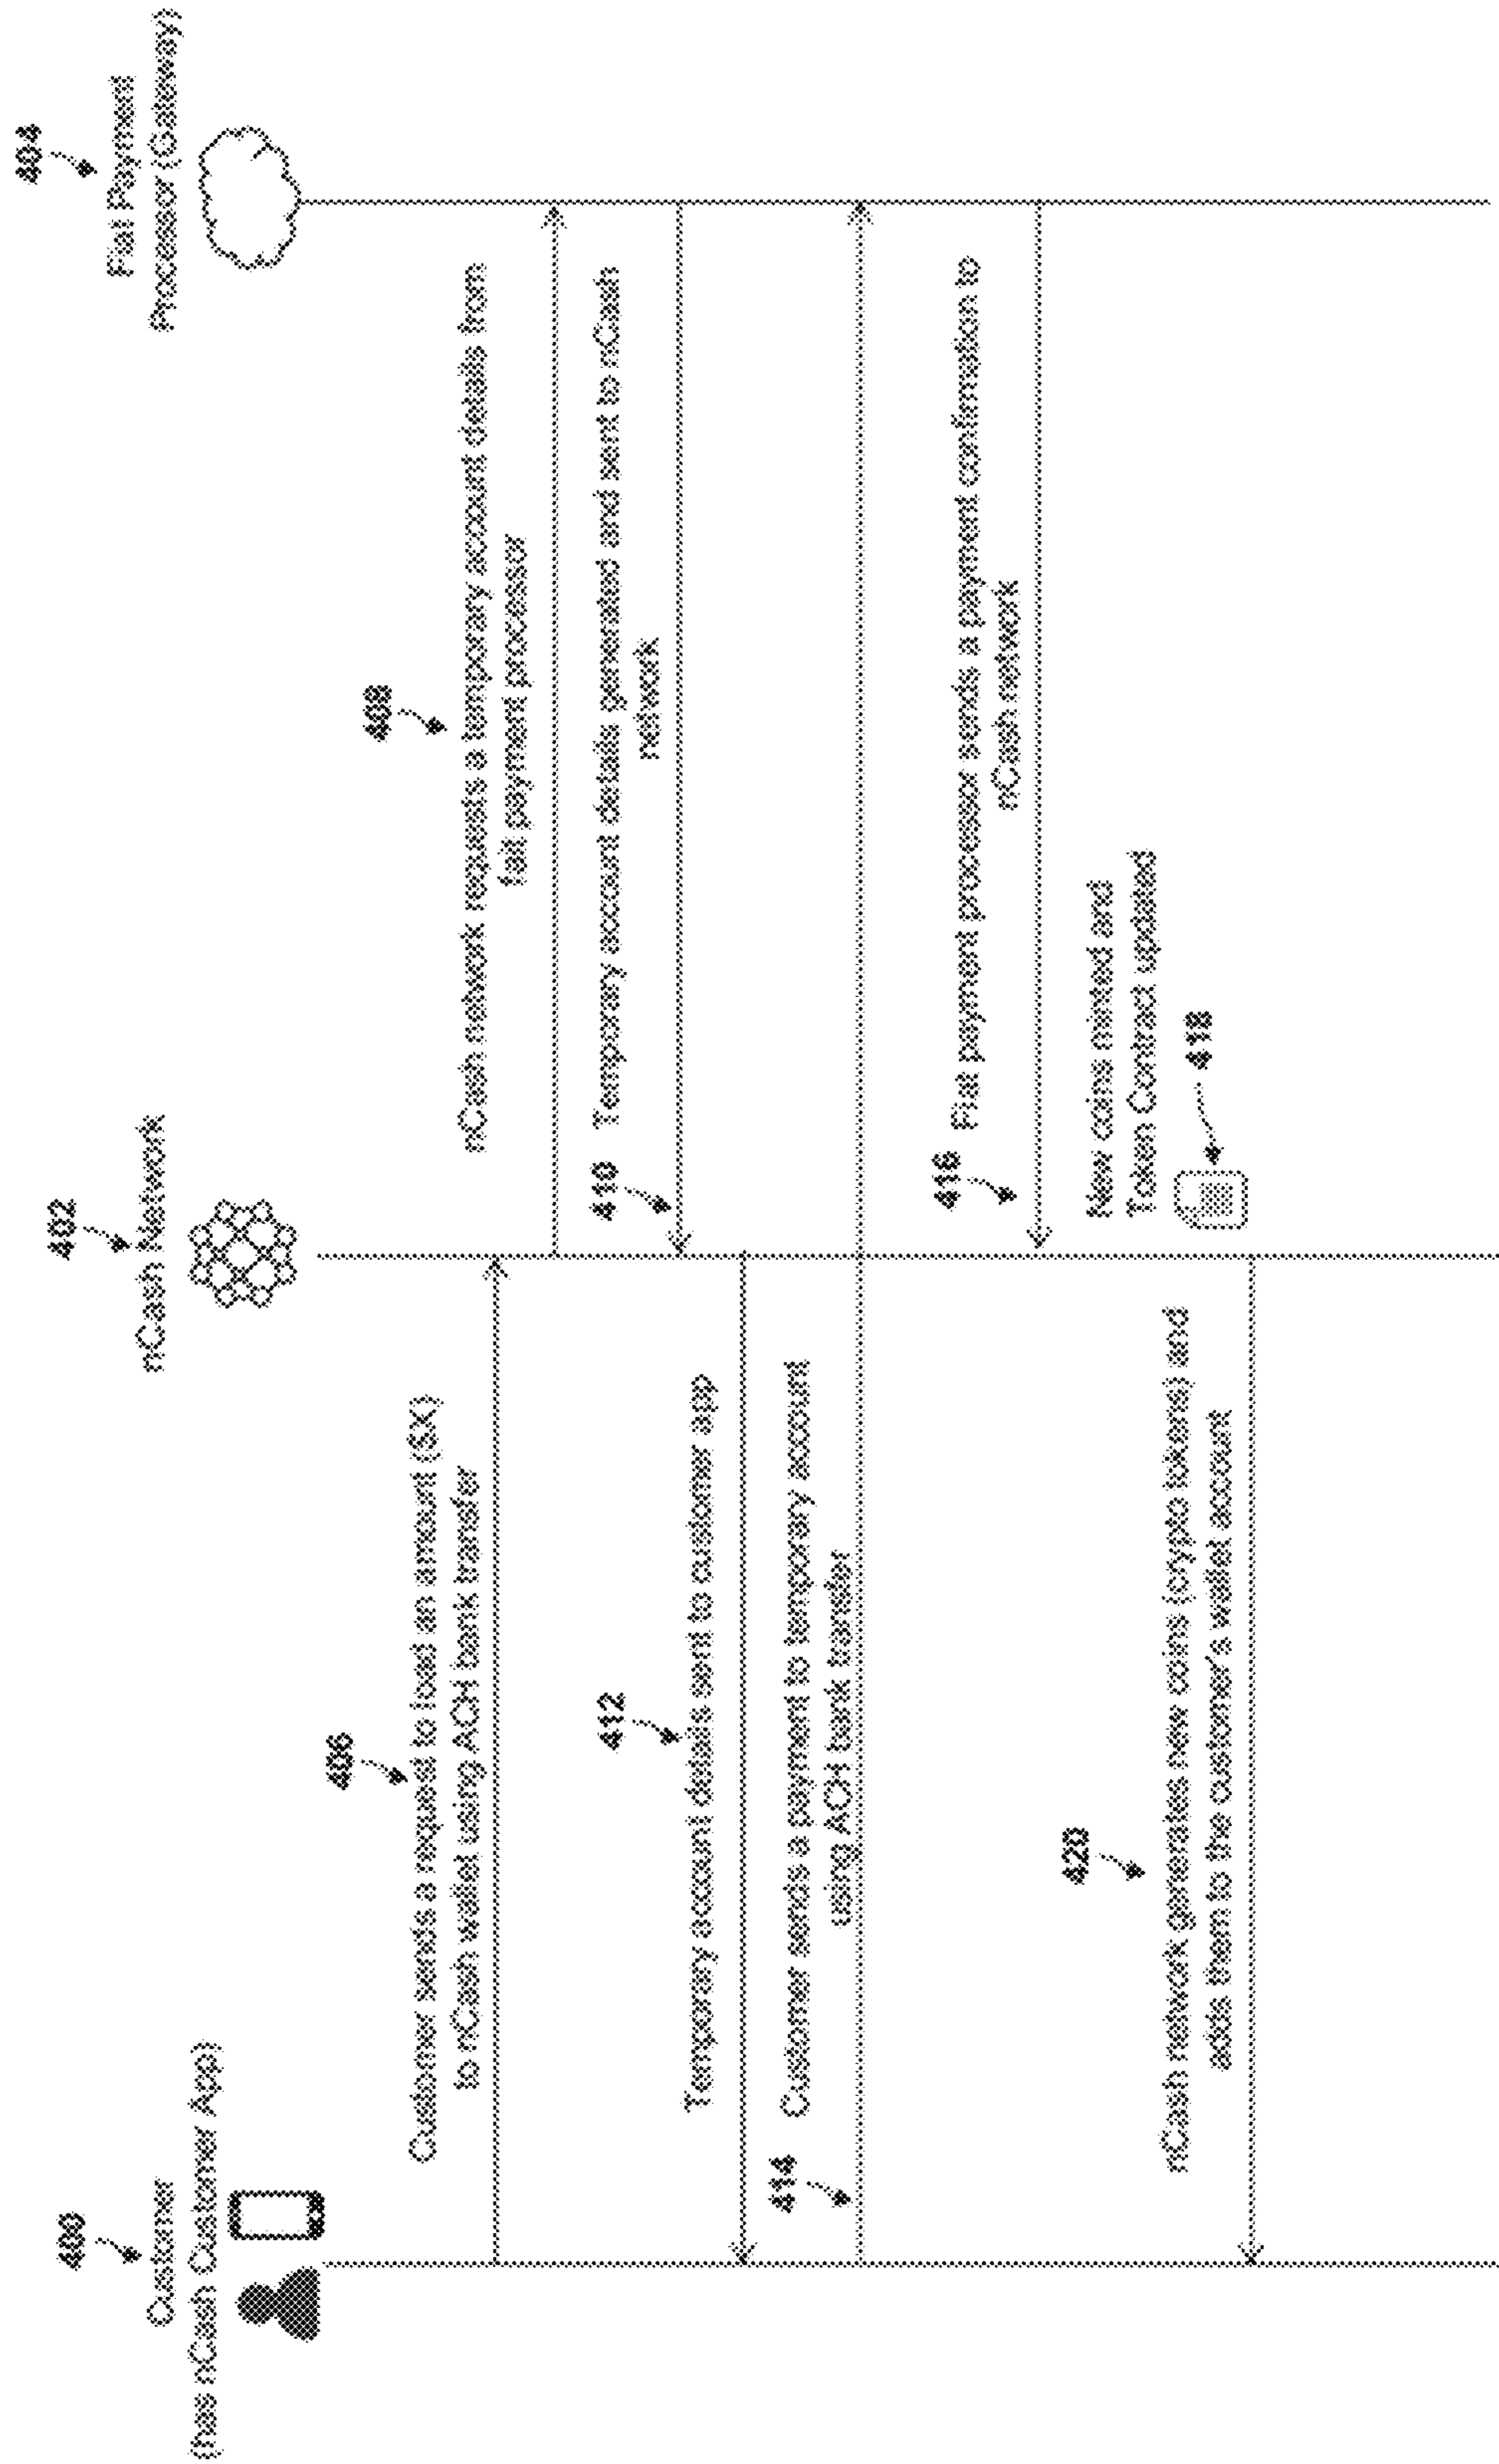 400
Customer
(has nCash Customer App)
402
nCash Network
404
Fiat Payment
Processor (Gateway)
406
Customer sends a request to load an amount ($X)
to nCash wallet using ACH bank transfer
408
nCash network requests a temporary account details from
fait payment processor
410
Temporary account details generated and sent to nCash
network
412
Temporary account details sent to customer app
414
Customer sends a payment to temporary account
using ACH bank transfer
416
Fiat payment processor sends a payment confirmation to
nCash network
New coins minted and
Token Contract updated
418
420
nCash network generates new coins (crypto tokens) and
adds them to the customer's wallet account